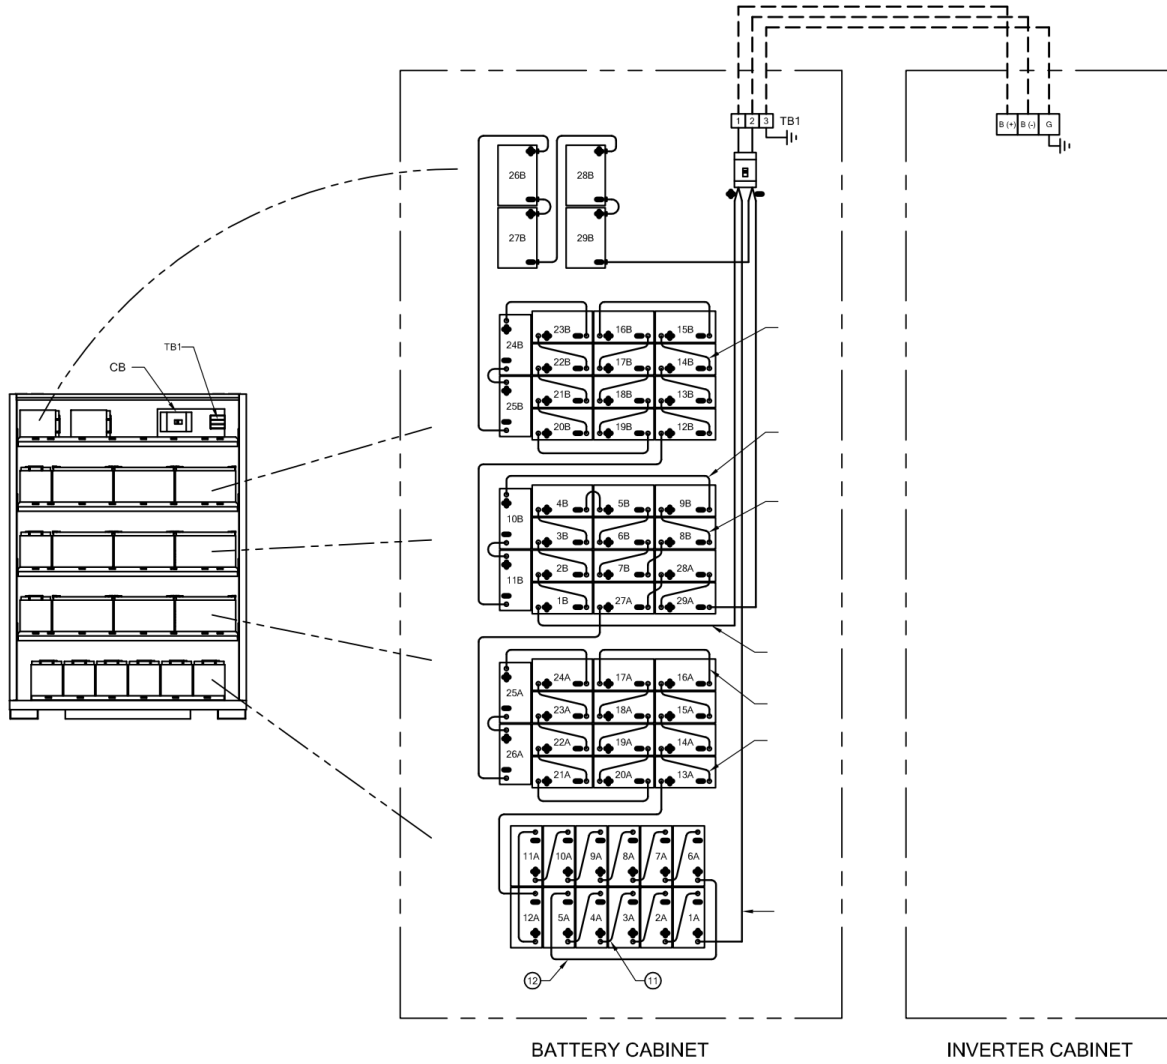 1 2 3 TB1
B (+) B (-) G
26B 28B
27B 29B
TB1
CB
23B 16B 15B
24B
22B 17B 14B
21B 18B 13B
25B
20B 19B 12B
4B 5B 9B
10B
3B 6B 8B
2B 7B 28A
11B
1B 27A 29A
24A 17A 16A
25A
23A 18A 15A
22A 19A 14A
26A
21A 20A 13A
11A 10A 9A 8A 7A 6A
12A 5A 4A 3A 2A 1A
12 11
BATTERY CABINET INVERTER CABINET